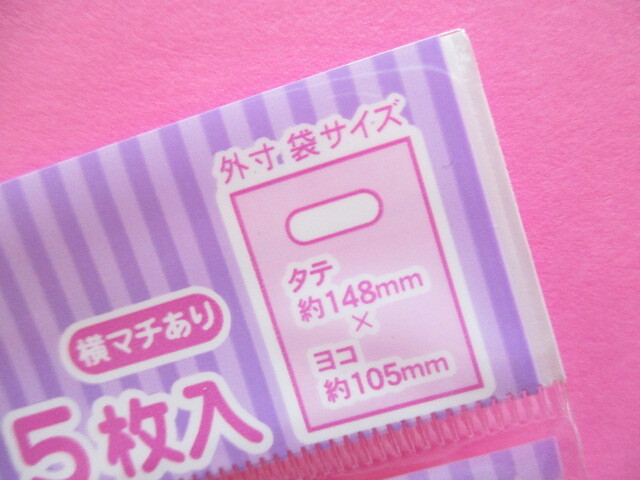 外寸 袋サイズ
タテ
約148mm
×
ヨコ
約105mm
横マチあり
5枚入